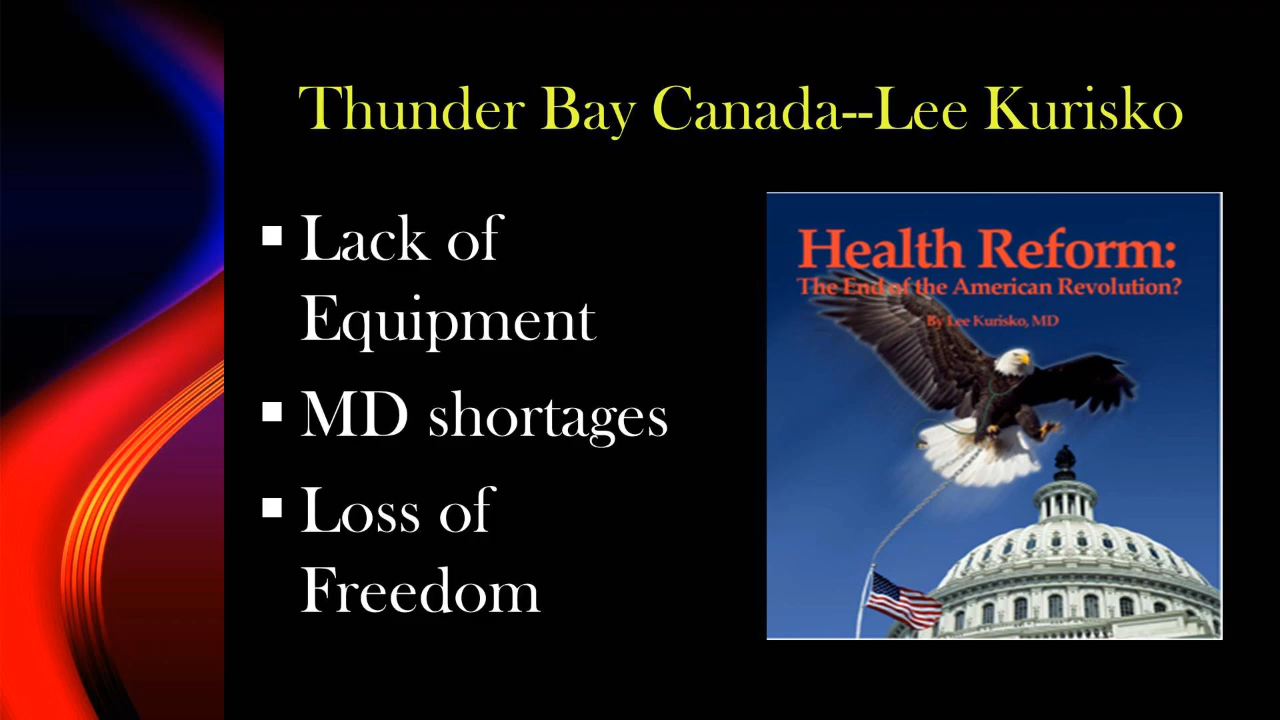 Thunder Bay Canada--Lee Kurisko
▪ Lack of
Equipment
▪ MD shortages
▪ Loss of
Freedom
Health Reform:
The End of the American Revolution?
By Lee Kurisko, MD